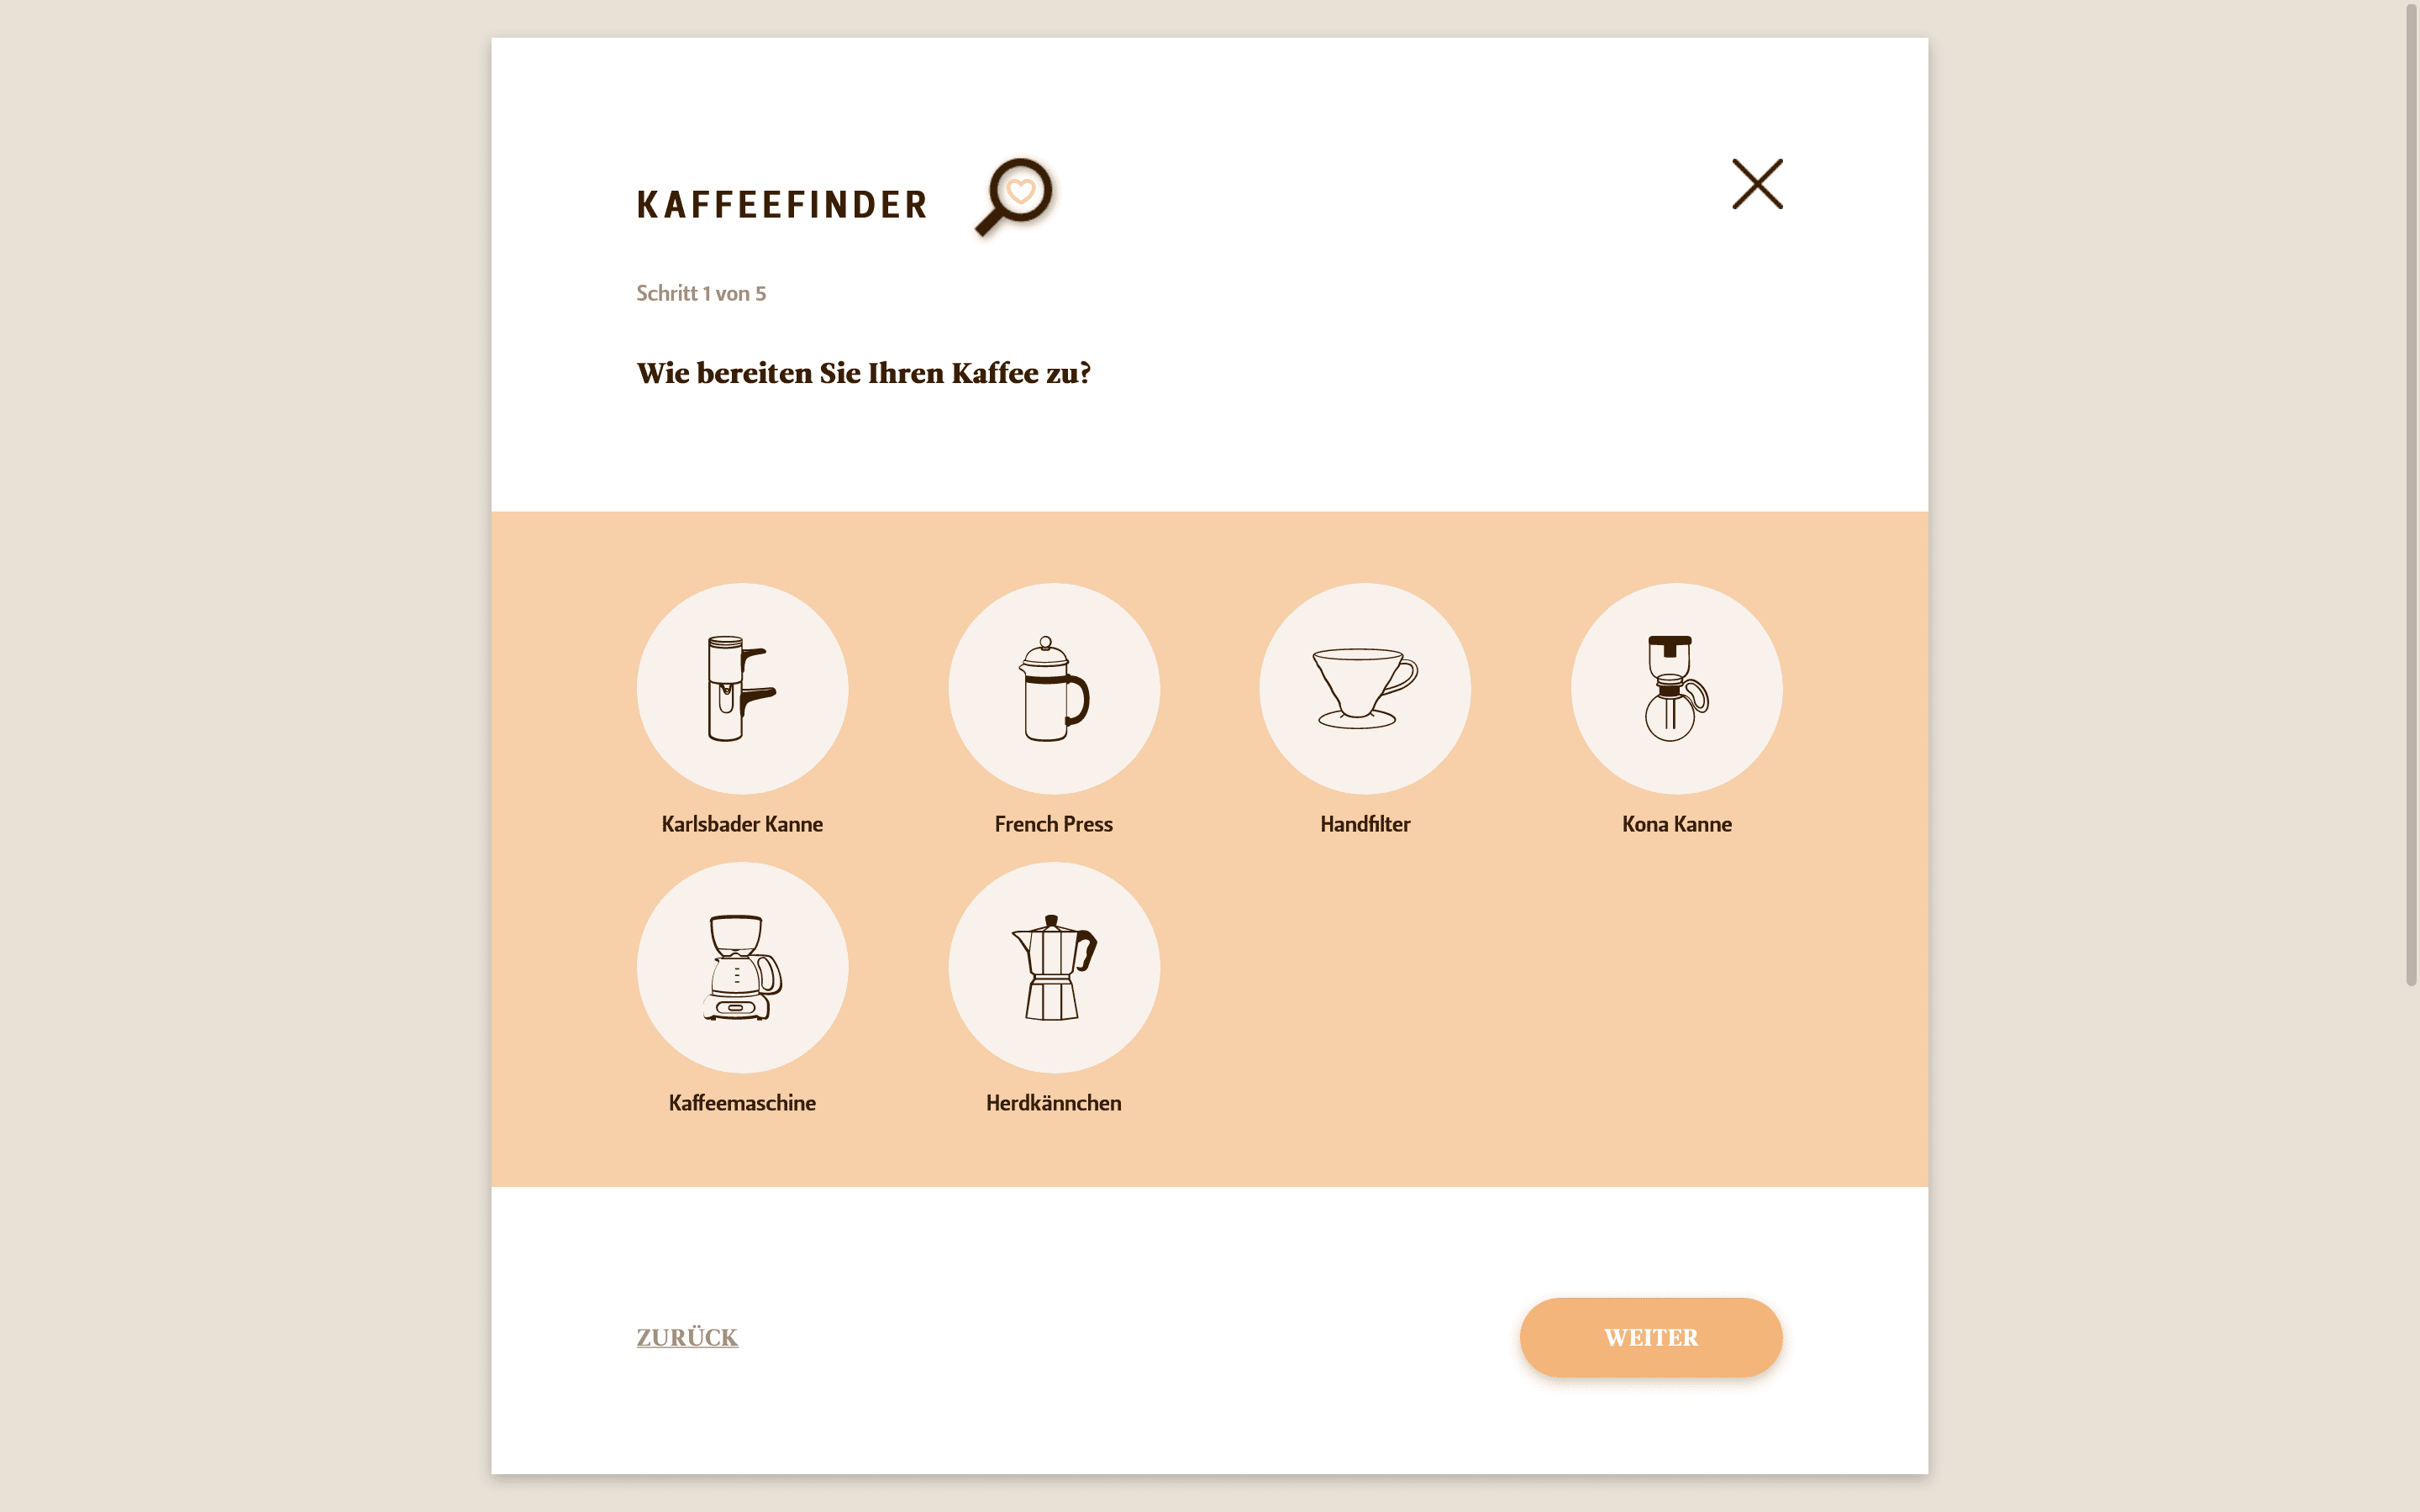 KAFFEEFINDER
Schritt 1 von 5
Wie bereiten Sie Ihren Kaffee zu?
Karlsbader Kanne
French Press
Handfilter
Kona Kanne
Kaffeemaschine
Herdkännchen
ZURÜCK
WEITER